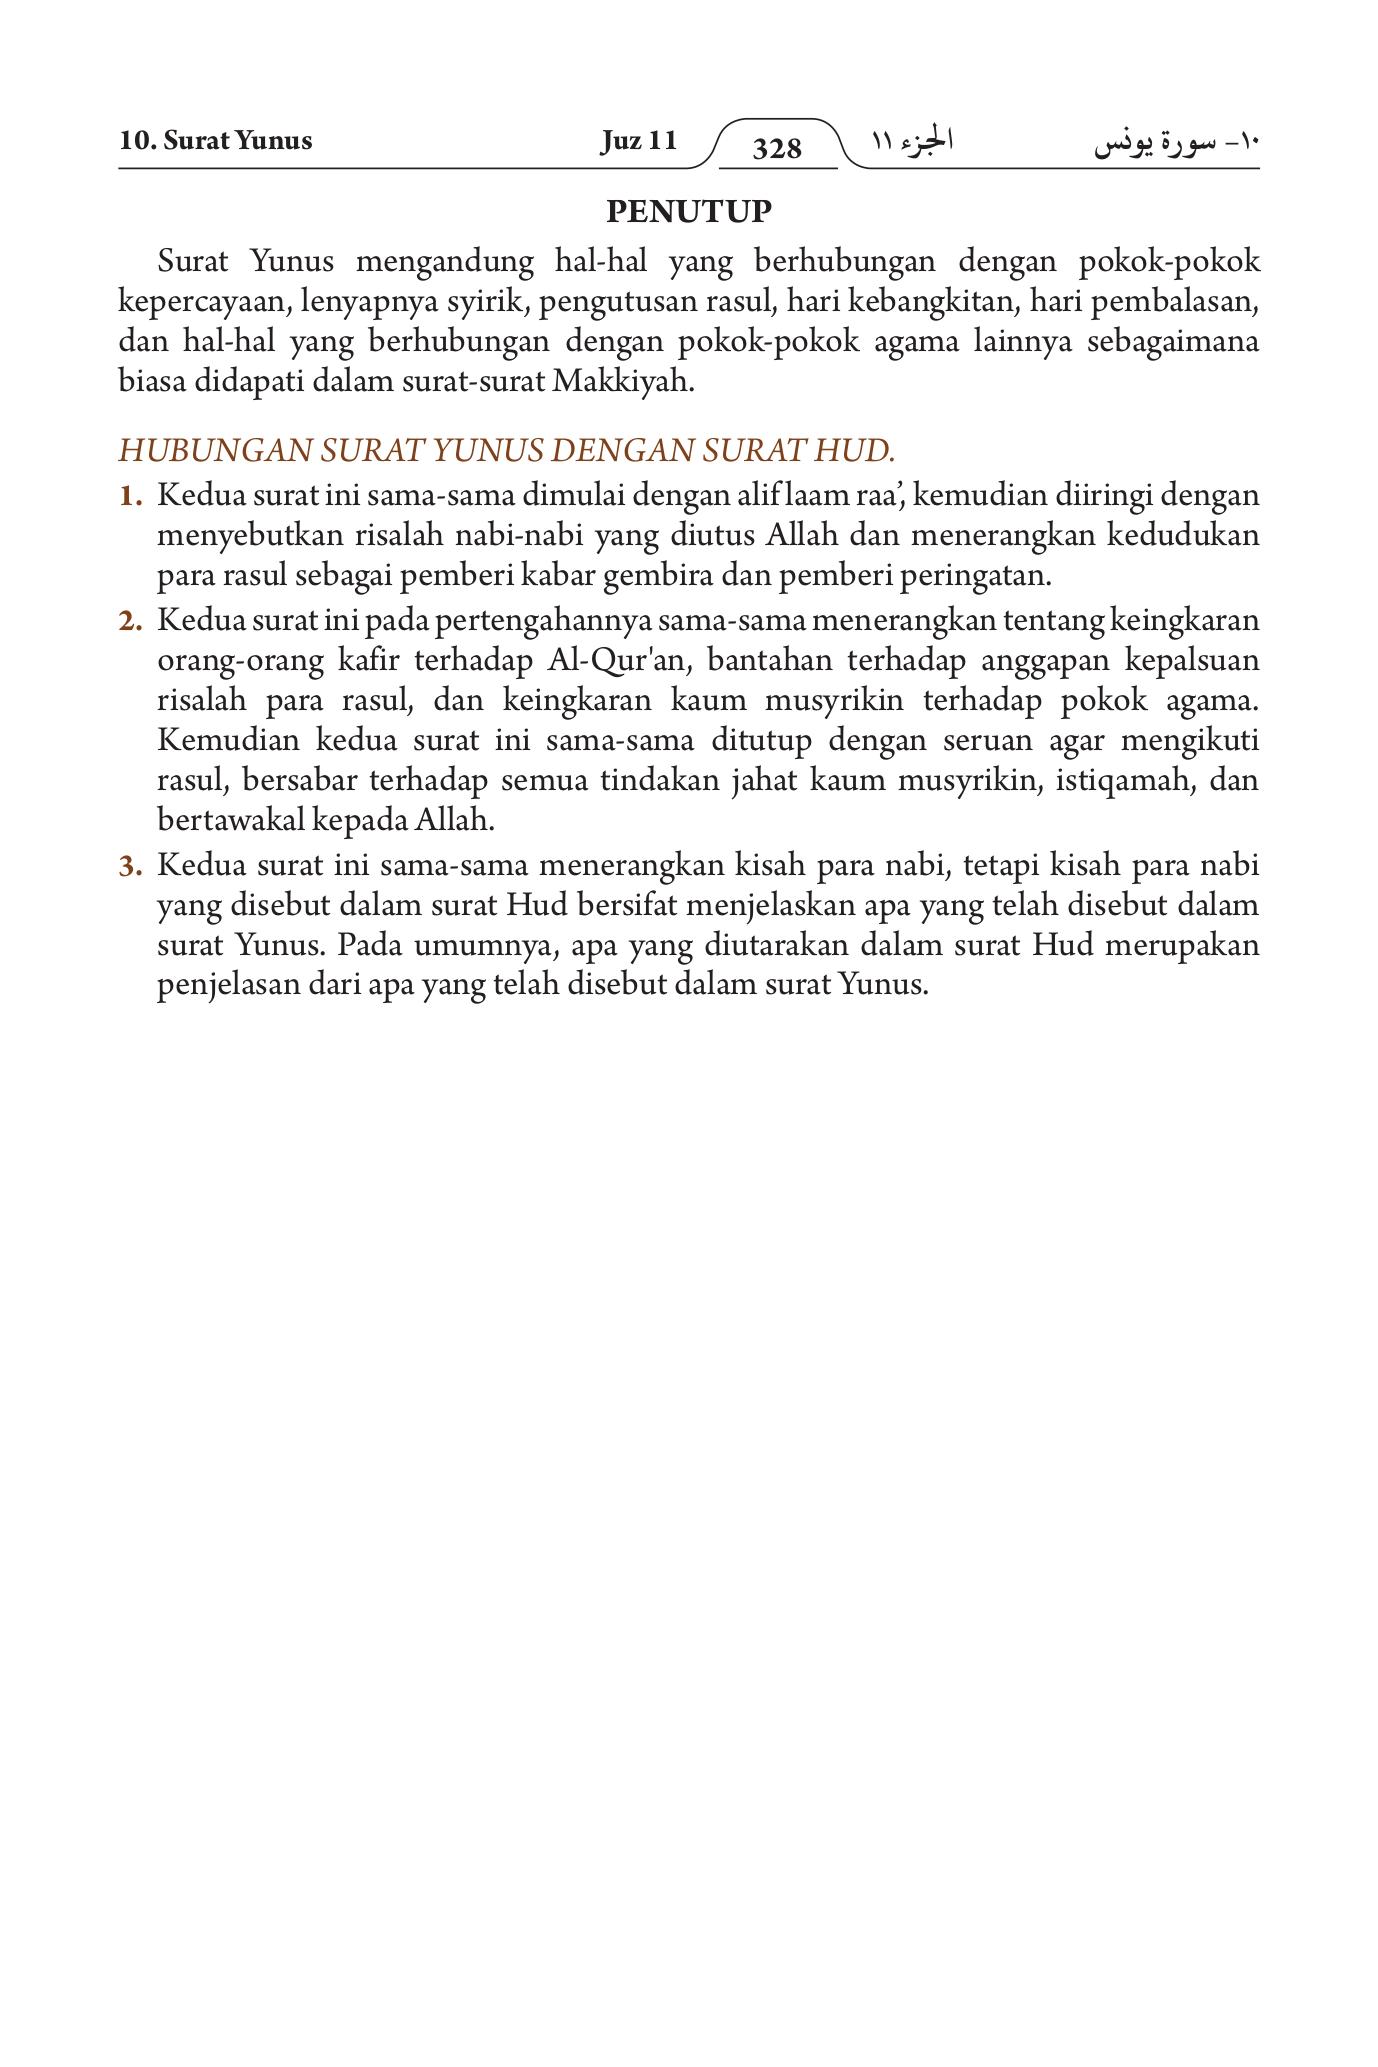 10. Surat Yunus Juz 11 328 الجزء ١١ ١٠- سورة يونس
PENUTUP
Surat Yunus mengandung hal-hal yang berhubungan dengan pokok-pokok
kepercayaan, lenyapnya syirik, pengutusan rasul, hari kebangkitan, hari pembalasan,
dan hal-hal yang berhubungan dengan pokok-pokok agama lainnya sebagaimana
biasa didapati dalam surat-surat Makkiyah.
HUBUNGAN SURAT YUNUS DENGAN SURAT HUD.
1. Kedua surat ini sama-sama dimulai dengan alif laam raa’, kemudian diiringi dengan
menyebutkan risalah nabi-nabi yang diutus Allah dan menerangkan kedudukan
para rasul sebagai pemberi kabar gembira dan pemberi peringatan.
2. Kedua surat ini pada pertengahannya sama-sama menerangkan tentang keingkaran
orang-orang kafir terhadap Al-Qur'an, bantahan terhadap anggapan kepalsuan
risalah para rasul, dan keingkaran kaum musyrikin terhadap pokok agama.
Kemudian kedua surat ini sama-sama ditutup dengan seruan agar mengikuti
rasul, bersabar terhadap semua tindakan jahat kaum musyrikin, istiqamah, dan
bertawakal kepada Allah.
3. Kedua surat ini sama-sama menerangkan kisah para nabi, tetapi kisah para nabi
yang disebut dalam surat Hud bersifat menjelaskan apa yang telah disebut dalam
surat Yunus. Pada umumnya, apa yang diutarakan dalam surat Hud merupakan
penjelasan dari apa yang telah disebut dalam surat Yunus.